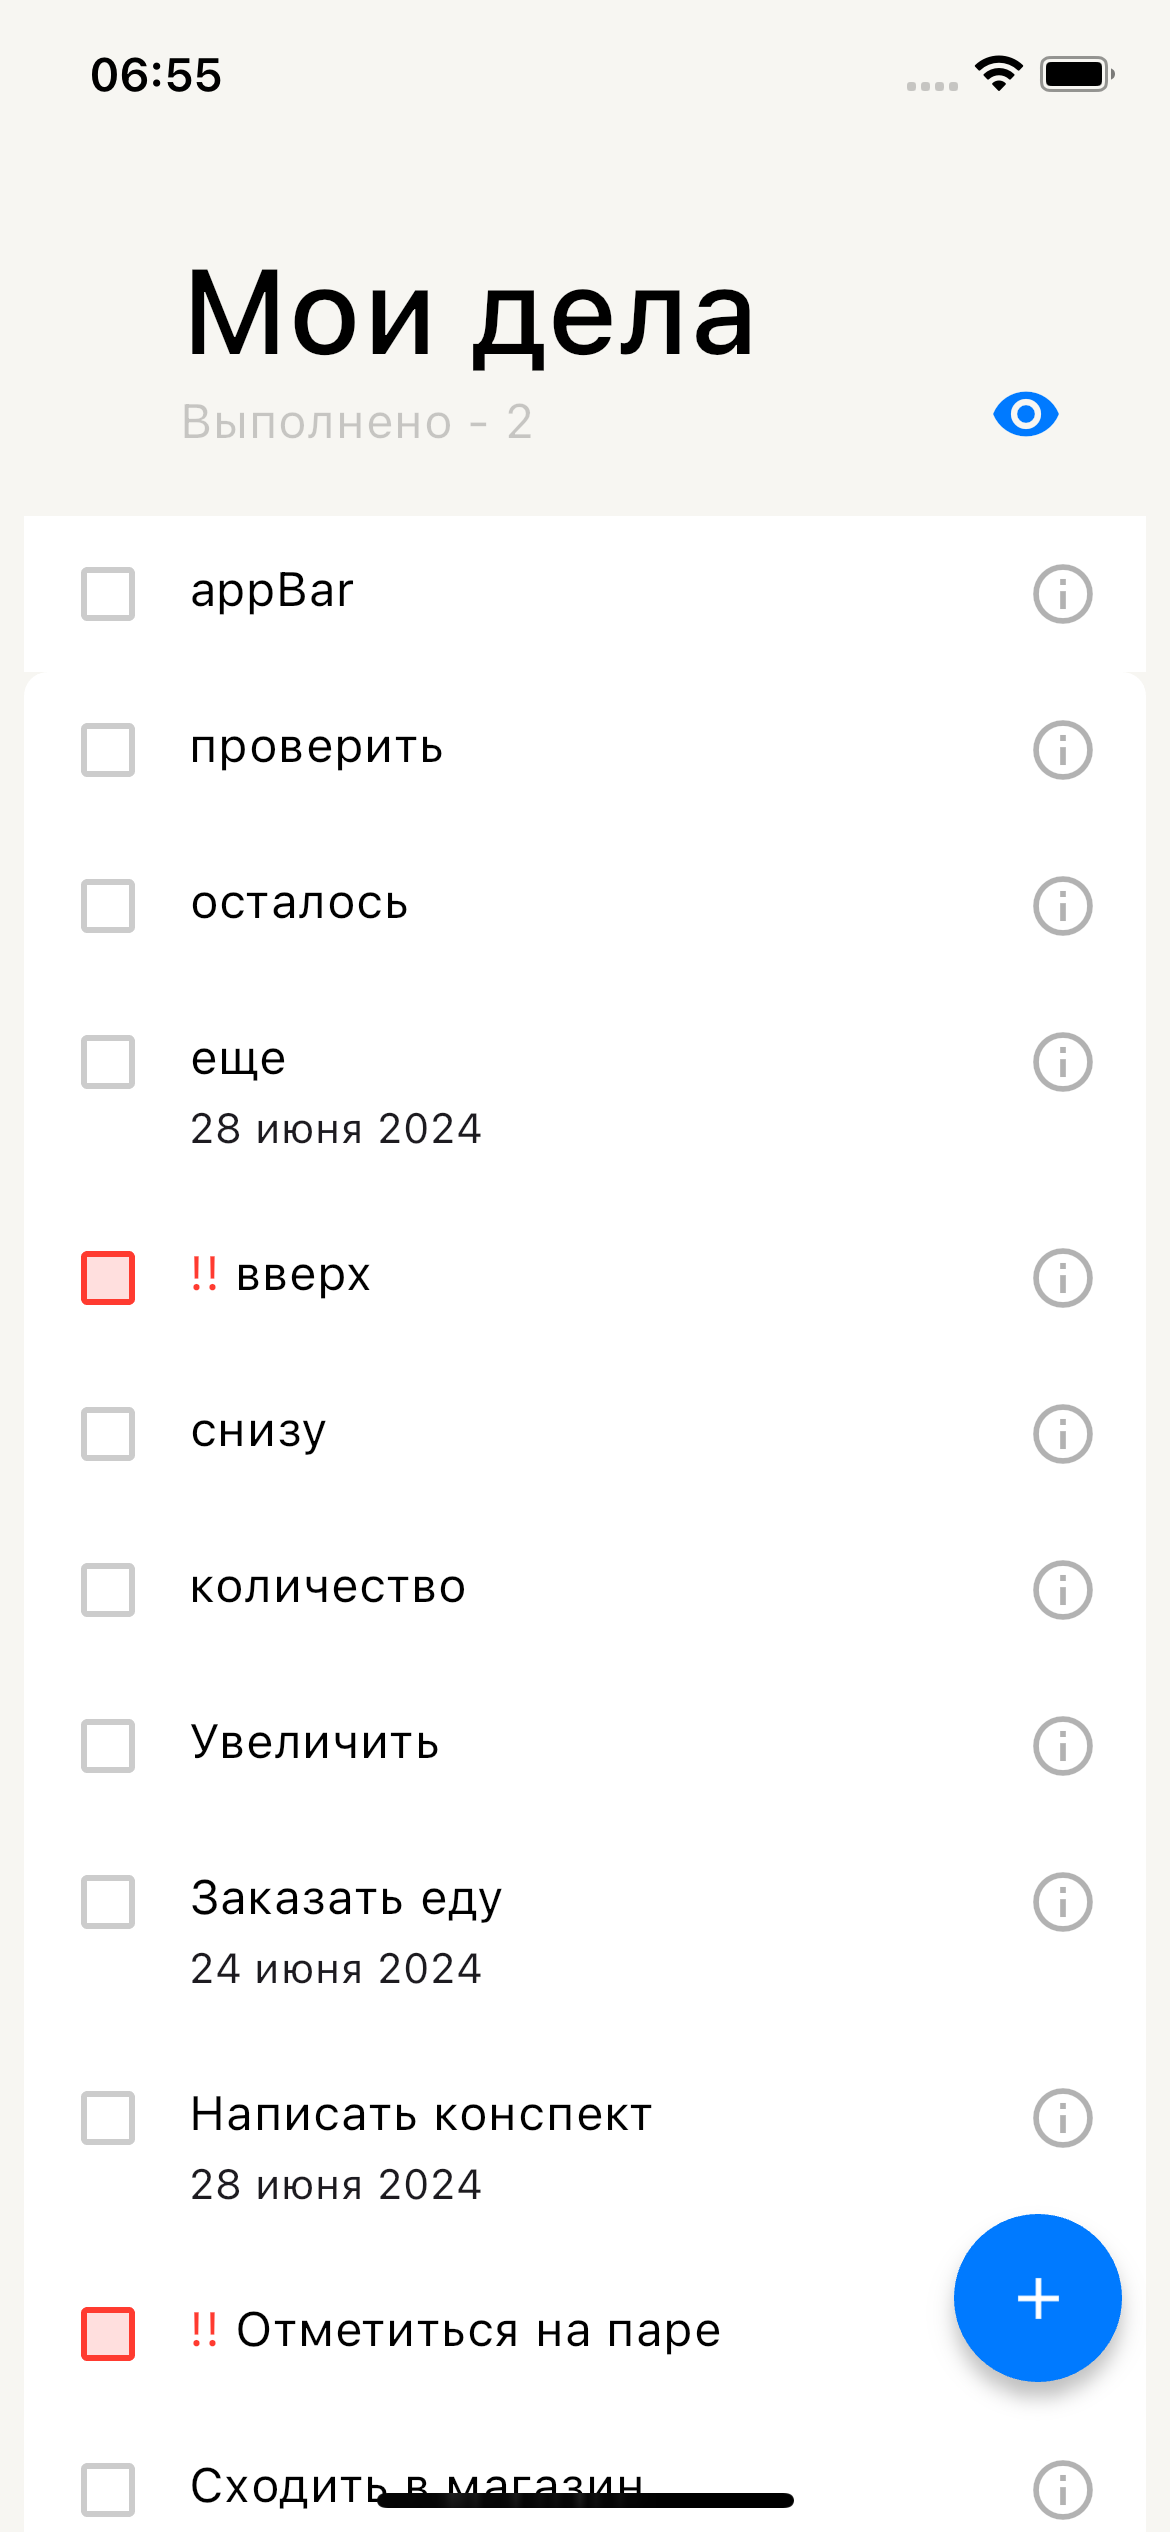 06:55
Мои дела
Выполнено - 2
appBar
проверить
осталось
еще
28 июня 2024
!! вверх
снизу
количество
Увеличить
Заказать еду
24 июня 2024
Написать конспект
28 июня 2024
!! Отметиться на паре
Сходить в магазин